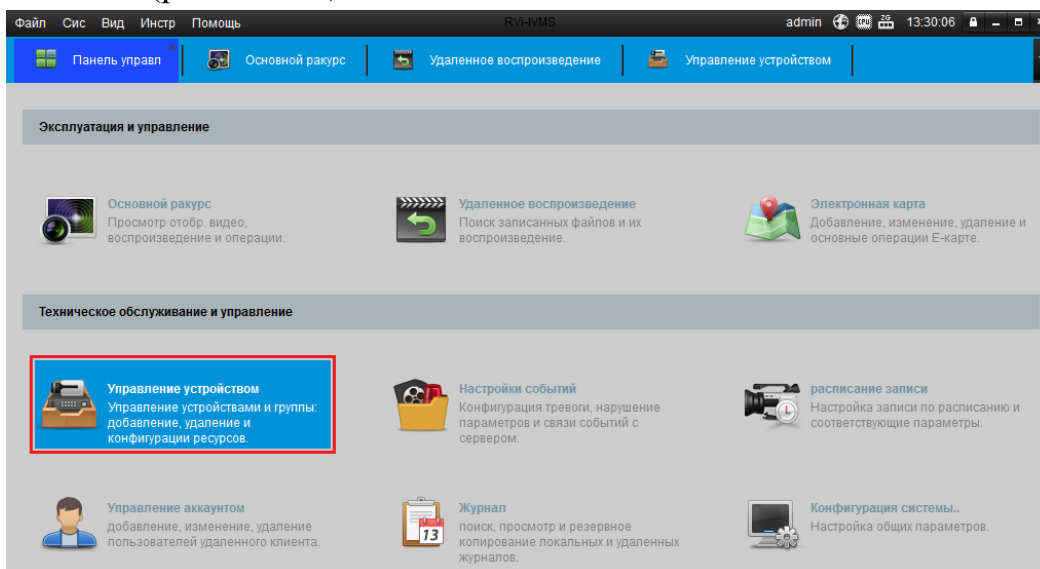 Файл Сис Вид Инстр Помощь RVi-IVMS admin 13:30:06
Панель управл Основной ракурс Удаленное воспроизведение Управление устройством
Эксплуатация и управление
Основной ракурс
Просмотр отобр. видео,
воспроизведение и операции.
Удаленное воспроизведение
Поиск записанных файлов и их
воспроизведение.
Электронная карта
Добавление, изменение, удаление и
основные операции Е-карте.
Техническое обслуживание и управление
Управление устройством
Управление устройствами и группы:
добавление, удаление и
конфигурации ресурсов.
Настройки событий
Конфигурация тревоги, нарушение
параметров и связи событий с
сервером.
расписание записи
Настройка записи по расписанию и
соответствующие параметры.
Управление аккаунтом
добавление, изменение, удаление
пользователей удаленного клиента.
Журнал
поиск, просмотр и резервное
копирование локальных и удаленных
журналов.
13
Конфигурация системы..
Настройка общих параметров.